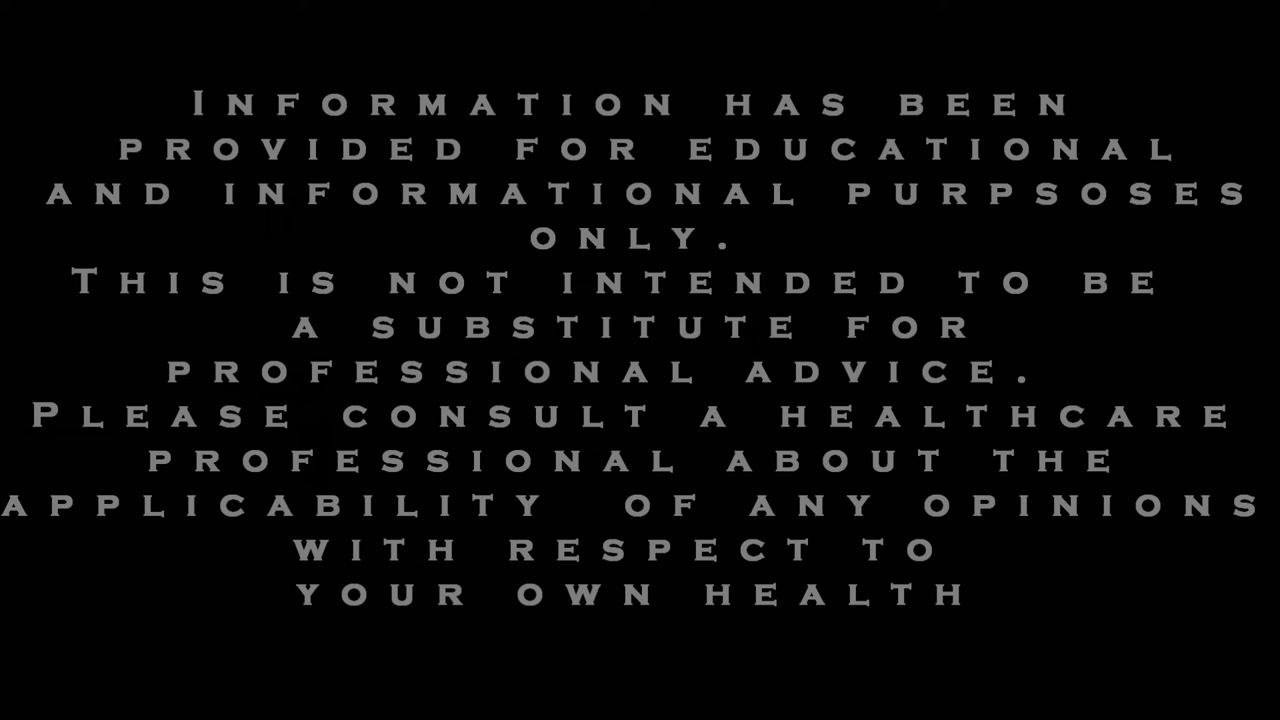 Information has been
provided for educational
and informational purpsoses
only.
This is not intended to be
a substitute for
professional advice.
Please consult a healthcare
professional about the
applicability of any opinions
with respect to
your own health